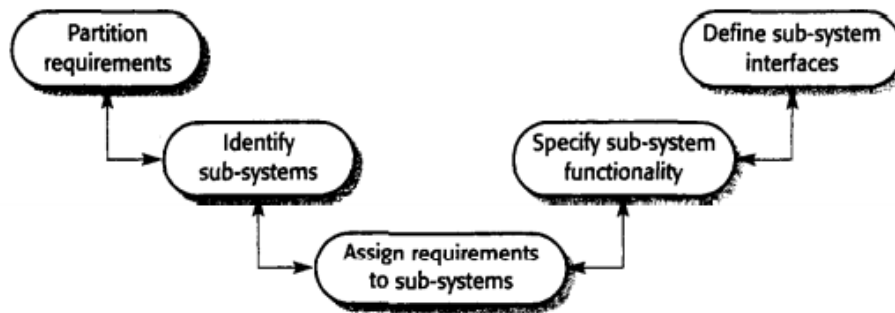 Partition
requirements
Define sub-system
interfaces
Identify
sub-systems
Specify sub-system
functionality
Assign requirements
to sub-systems